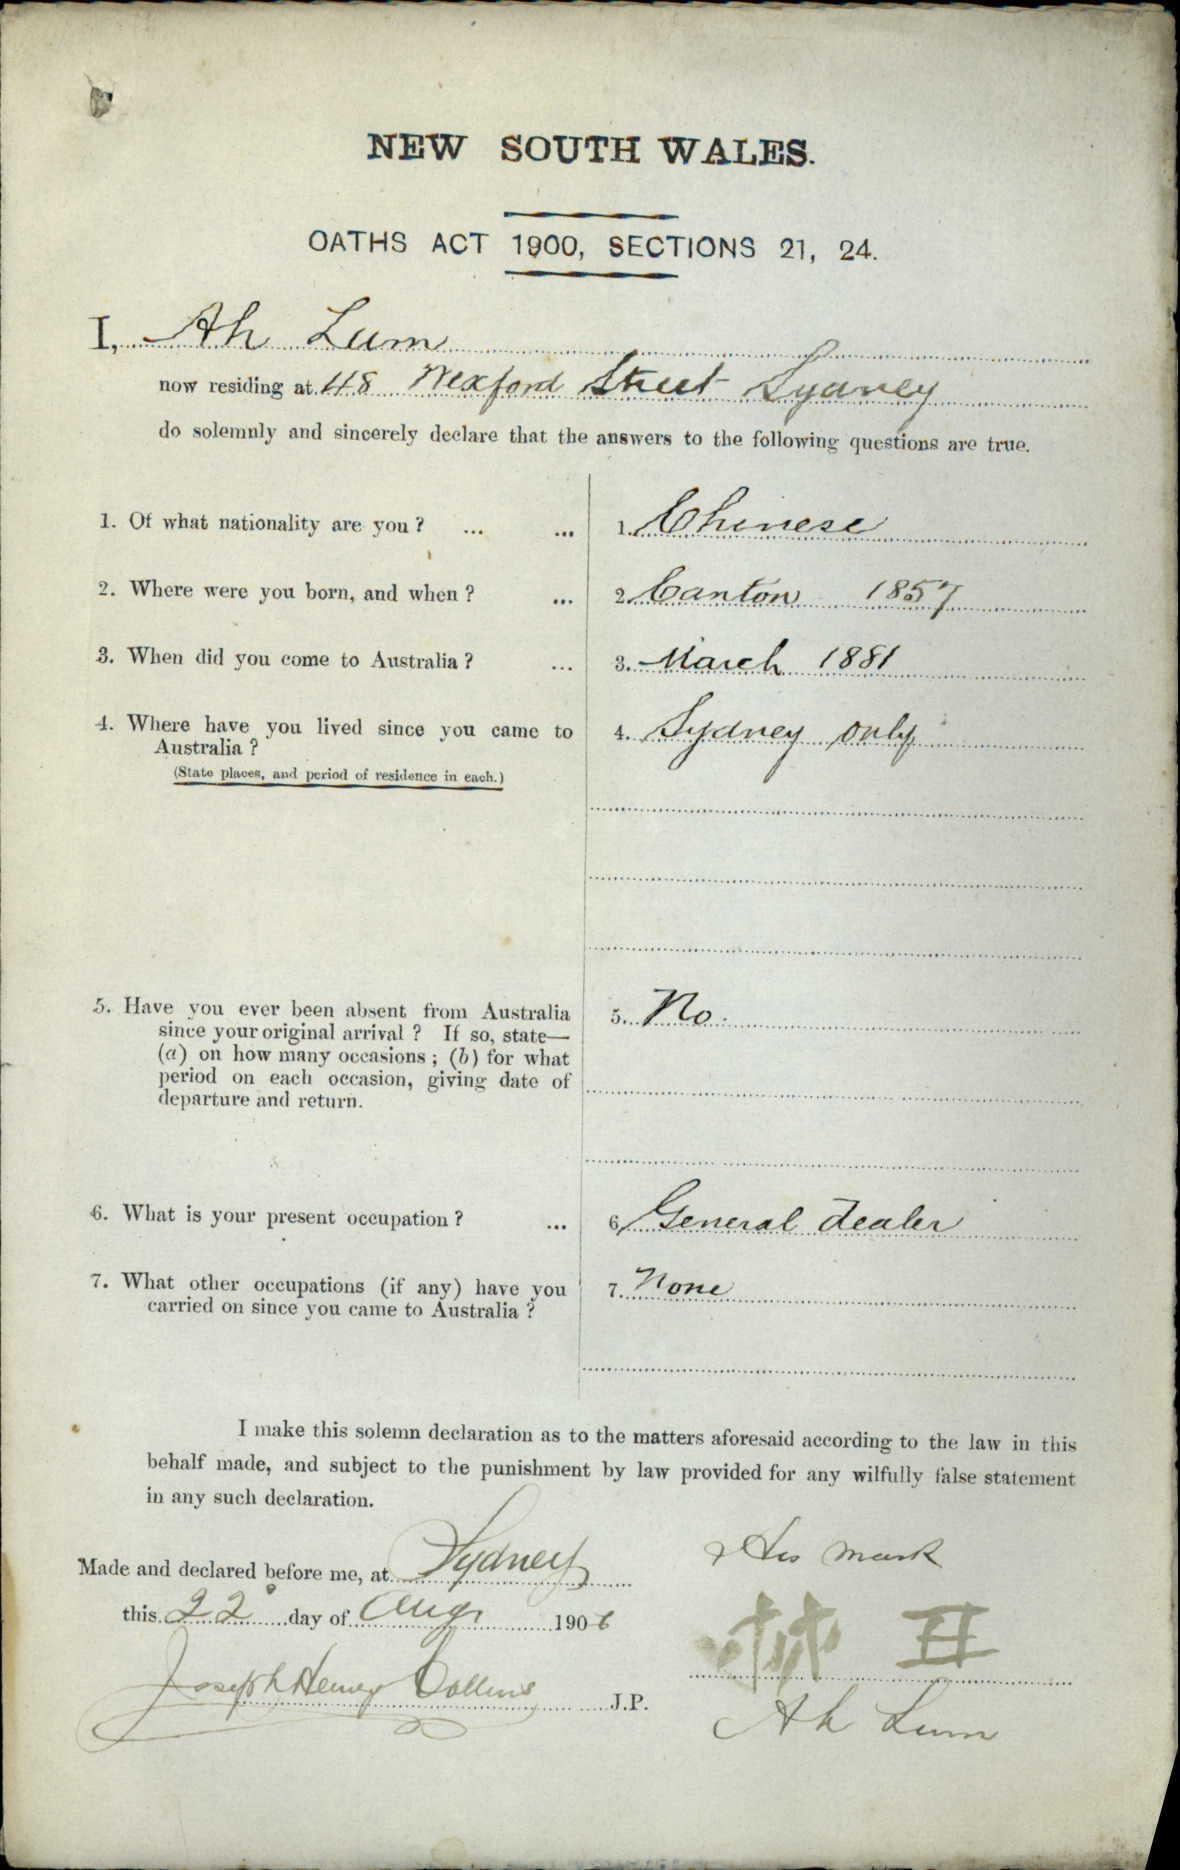 NEW SOUTH WALES.
OATHS ACT 1900, SECTIONS 21, 24.
I, Ah Lum
now residing at 48 Wexford Street Sydney
do solemnly and sincerely declare that the answers to the following questions are true.
1. Of what nationality are you ? ... ... 1. Chinese
2. Where were you born, and when ? ... 2. Canton 1857
3. When did you come to Australia ? ... 3. March 1881
4. Where have you lived since you came to 4. Sydney only
Australia ?
(State places, and period of residence in each.)
5. Have you ever been absent from Australia 5. No.
since your original arrival ? If so, state—
(a) on how many occasions ; (b) for what
period on each occasion, giving date of
departure and return.
6. What is your present occupation ? ... 6. General dealer
7. What other occupations (if any) have you 7. None
carried on since you came to Australia ?
I make this solemn declaration as to the matters aforesaid according to the law in this
behalf made, and subject to the punishment by law provided for any wilfully false statement
in any such declaration.
His mark
Made and declared before me, at Sydney
this 22° day of Augt 1906
林
Joseph Henry Collins J.P.
Ah Lum